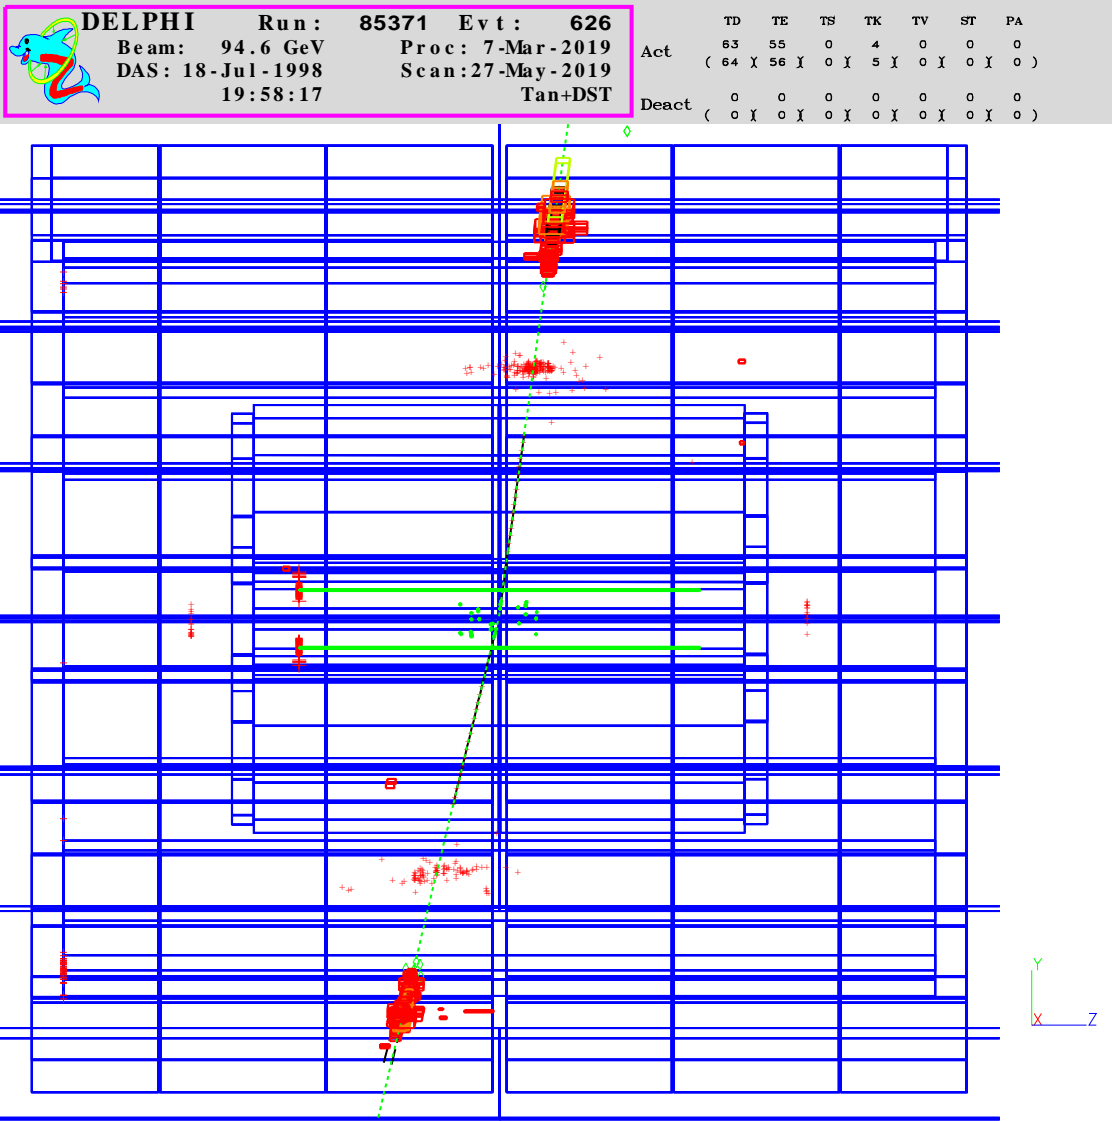 DELPHI Run: 85371 Evt: 626
Beam: 94.6 GeV Proc: 7-Mar-2019
DAS: 18-Jul-1998 Scan:27-May-2019
19:58:17 Tan+DST
TD TE TS TK TV ST PA
Act 63 55 0 4 0 0 0
( 64 )( 56 )( 0 )( 5 )( 0 )( 0 )( 0 )
Deact 0 0 0 0 0 0 0
( 0 )( 0 )( 0 )( 0 )( 0 )( 0 )( 0 )
Y
X Z